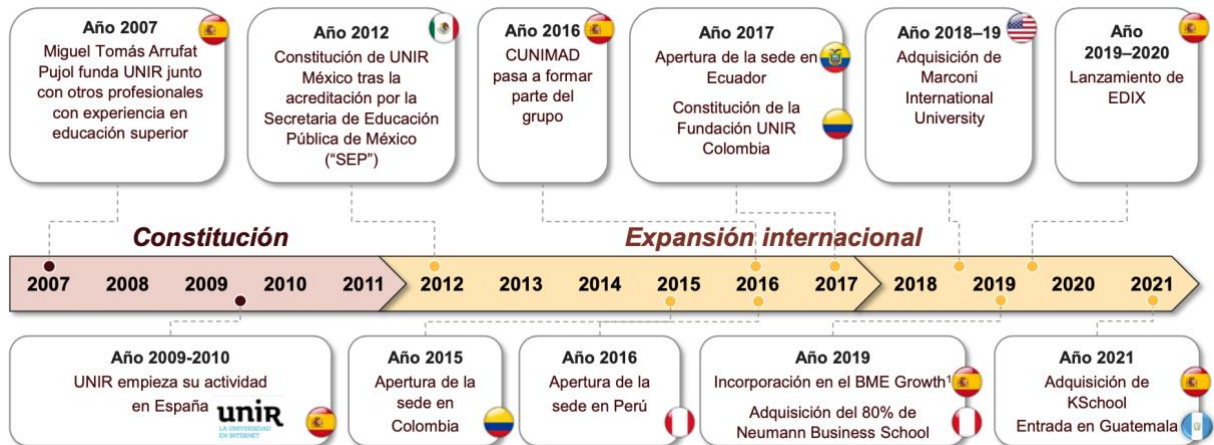 Año 2007
Miguel Tomás Arrufat
Pujol funda UNIR junto
con otros profesionales
con experiencia en
educación superior
Año 2012
Constitución de UNIR
México tras la
acreditación por la
Secretaria de Educación
Pública de México
(“SEP”)
Año 2016
CUNIMAD
pasa a formar
parte del
grupo
Año 2017
Apertura de la sede en
Ecuador
Constitución de la
Fundación UNIR
Colombia
Año 2018–19
Adquisición de
Marconi
International
University
Año
2019–2020
Lanzamiento de
EDIX
Constitución
Expansión internacional
2007 2008 2009 2010 2011 2012 2013 2014 2015 2016 2017 2018 2019 2020 2021
Año 2009-2010
UNIR empieza su actividad
en España
unir
LA UNIVERSIDAD
EN INTERNET
Año 2015
Apertura de la
sede en
Colombia
Año 2016
Apertura de la
sede en Perú
Año 2019
Incorporación en el BME Growth¹
Adquisición del 80% de
Neumann Business School
Año 2021
Adquisición de
KSchool
Entrada en Guatemala